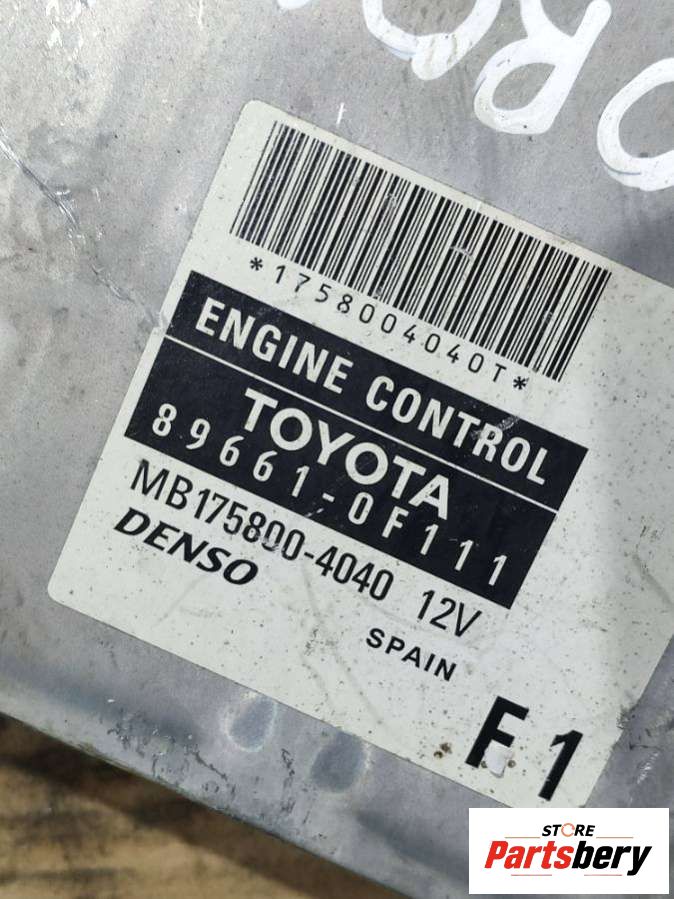 *1758004040T*
ENGINE CONTROL
TOYOTA
89661-0F111
MB175800-4040 12V
DENSO
SPAIN
F1
STORE
Partsbery